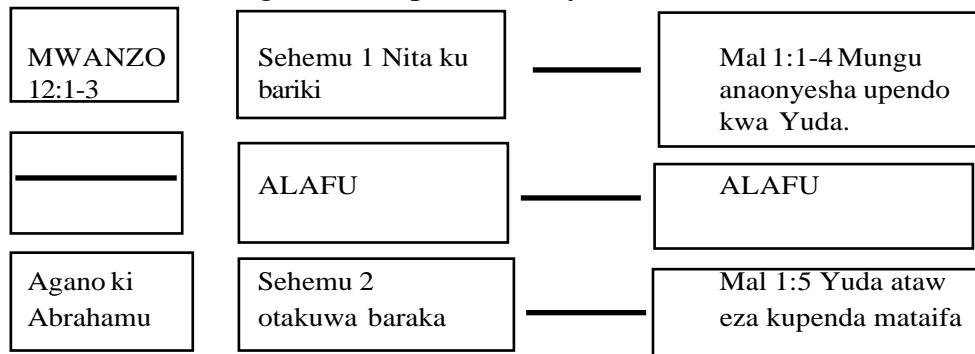 MWANZO
12:1-3
Sehemu 1 Nita ku
bariki
Mal 1:1-4 Mungu
anaonyesha upendo
kwa Yuda.
ALAFU
ALAFU
Agano ki
Abrahamu
Sehemu 2
otakuwa baraka
Mal 1:5 Yuda ataw
eza kupenda mataifa